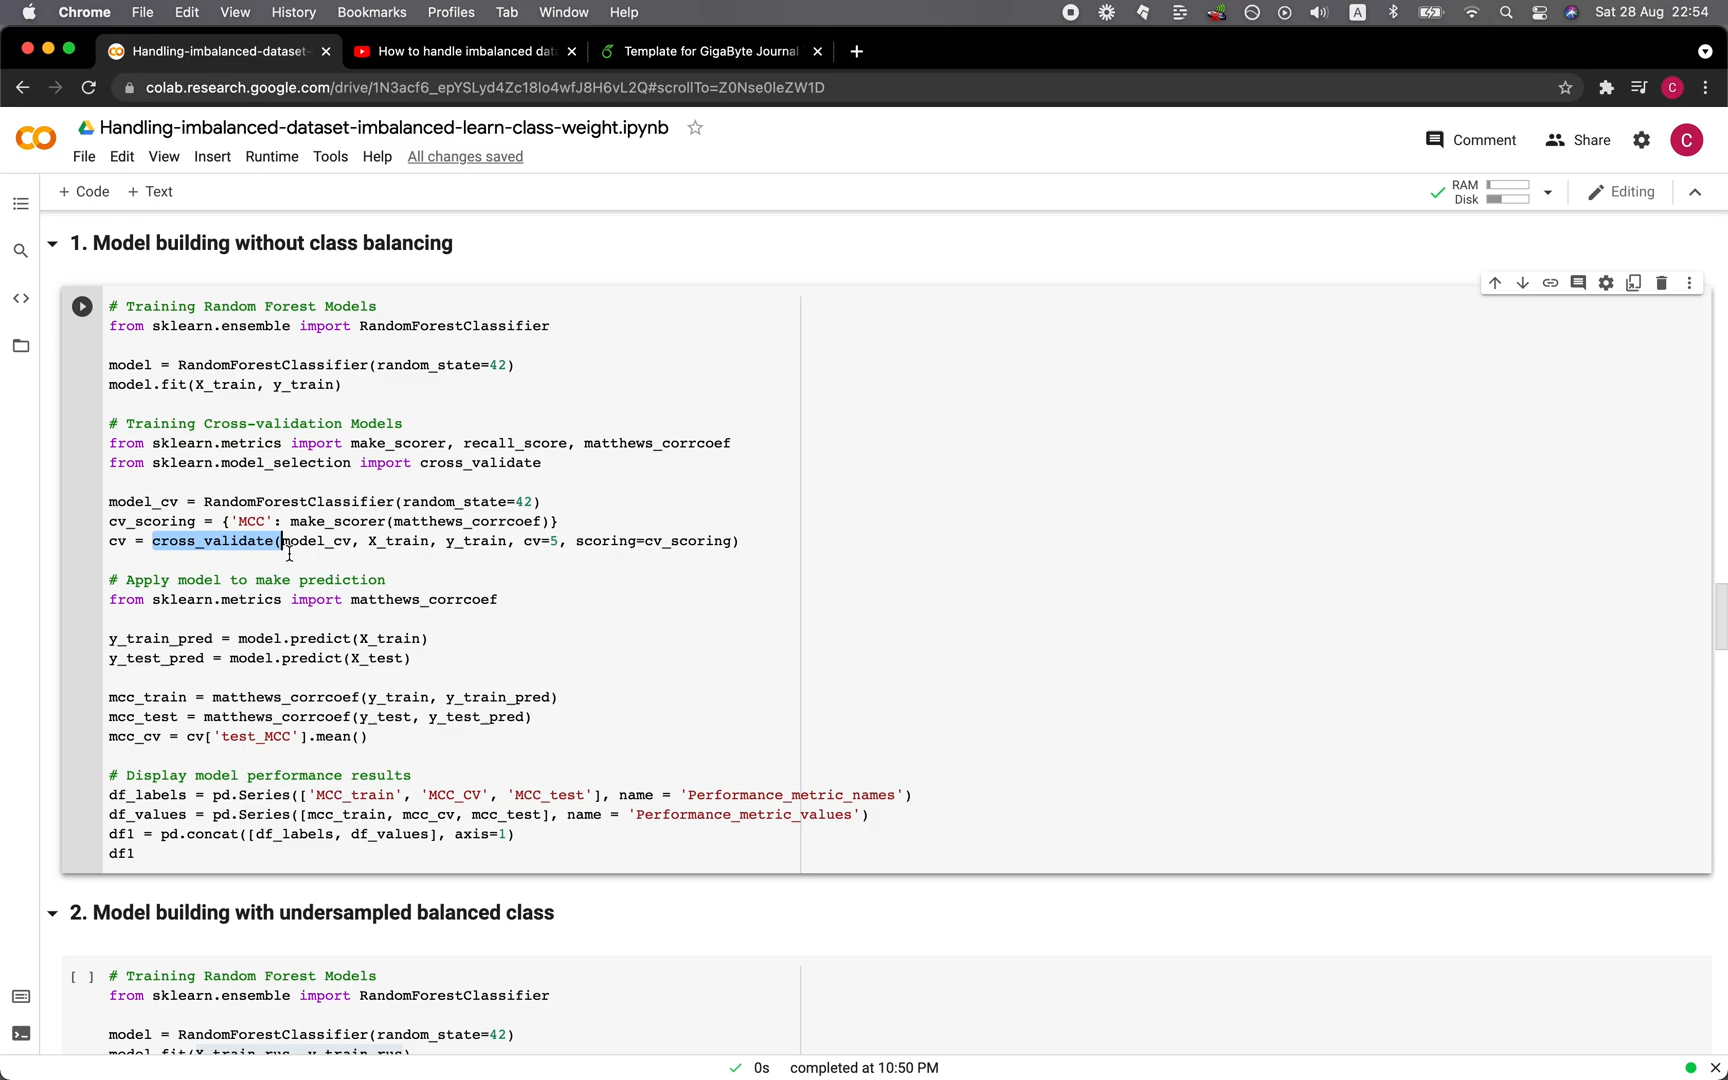 Chrome File Edit View History Bookmarks Profiles Tab Window Help A Sat 28 Aug 22:54
Handling-imbalanced-dataset- How to handle imbalanced dat Template for GigaByte Journal
colab.research.google.com/drive/1N3acf6_epYSLyd4Zc18lo4wfJ8H6vL2Q#scrollTo=Z0Nse0leZW1D C
Handling-imbalanced-dataset-imbalanced-learn-class-weight.ipynb
Comment Share C
File Edit View Insert Runtime Tools Help All changes saved
+ Code + Text RAM Disk Editing
1. Model building without class balancing
# Training Random Forest Models
from sklearn.ensemble import RandomForestClassifier
model = RandomForestClassifier(random_state=42)
model.fit(X_train, y_train)
# Training Cross-validation Models
from sklearn.metrics import make_scorer, recall_score, matthews_corrcoef
from sklearn.model_selection import cross_validate
model_cv = RandomForestClassifier(random_state=42)
cv_scoring = {'MCC': make_scorer(matthews_corrcoef)}
cv = cross_validate(model_cv, X_train, y_train, cv=5, scoring=cv_scoring)
# Apply model to make prediction
from sklearn.metrics import matthews_corrcoef
y_train_pred = model.predict(X_train)
y_test_pred = model.predict(X_test)
mcc_train = matthews_corrcoef(y_train, y_train_pred)
mcc_test = matthews_corrcoef(y_test, y_test_pred)
mcc_cv = cv['test_MCC'].mean()
# Display model performance results
df_labels = pd.Series(['MCC_train', 'MCC_CV', 'MCC_test'], name = 'Performance_metric_names')
df_values = pd.Series([mcc_train, mcc_cv, mcc_test], name = 'Performance_metric_values')
df1 = pd.concat([df_labels, df_values], axis=1)
df1
2. Model building with undersampled balanced class
[ ] # Training Random Forest Models
from sklearn.ensemble import RandomForestClassifier
model = RandomForestClassifier(random_state=42)
model.fit(X_train_rus, y_train_rus)
0s completed at 10:50 PM